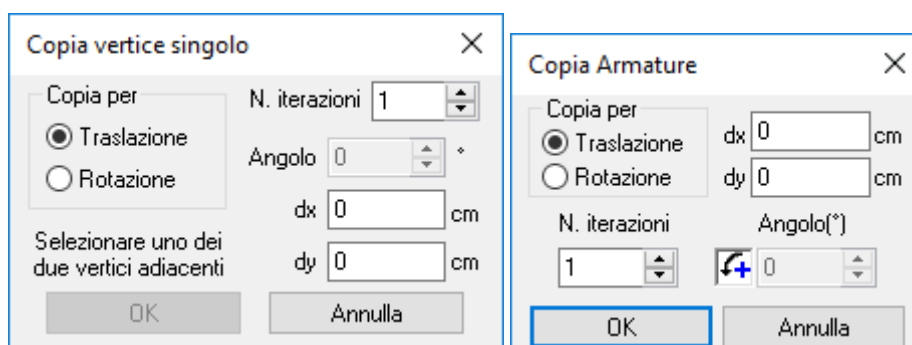 Copia vertice singolo
Copia per
Traslazione
Rotazione
N. iterazioni 1
Angolo 0 °
dx 0 cm
dy 0 cm
Selezionare uno dei
due vertici adiacenti
OK
Annulla
Copia Armature
Copia per
Traslazione
Rotazione
dx 0 cm
dy 0 cm
N. iterazioni
1
Angolo(°)
0
OK
Annulla